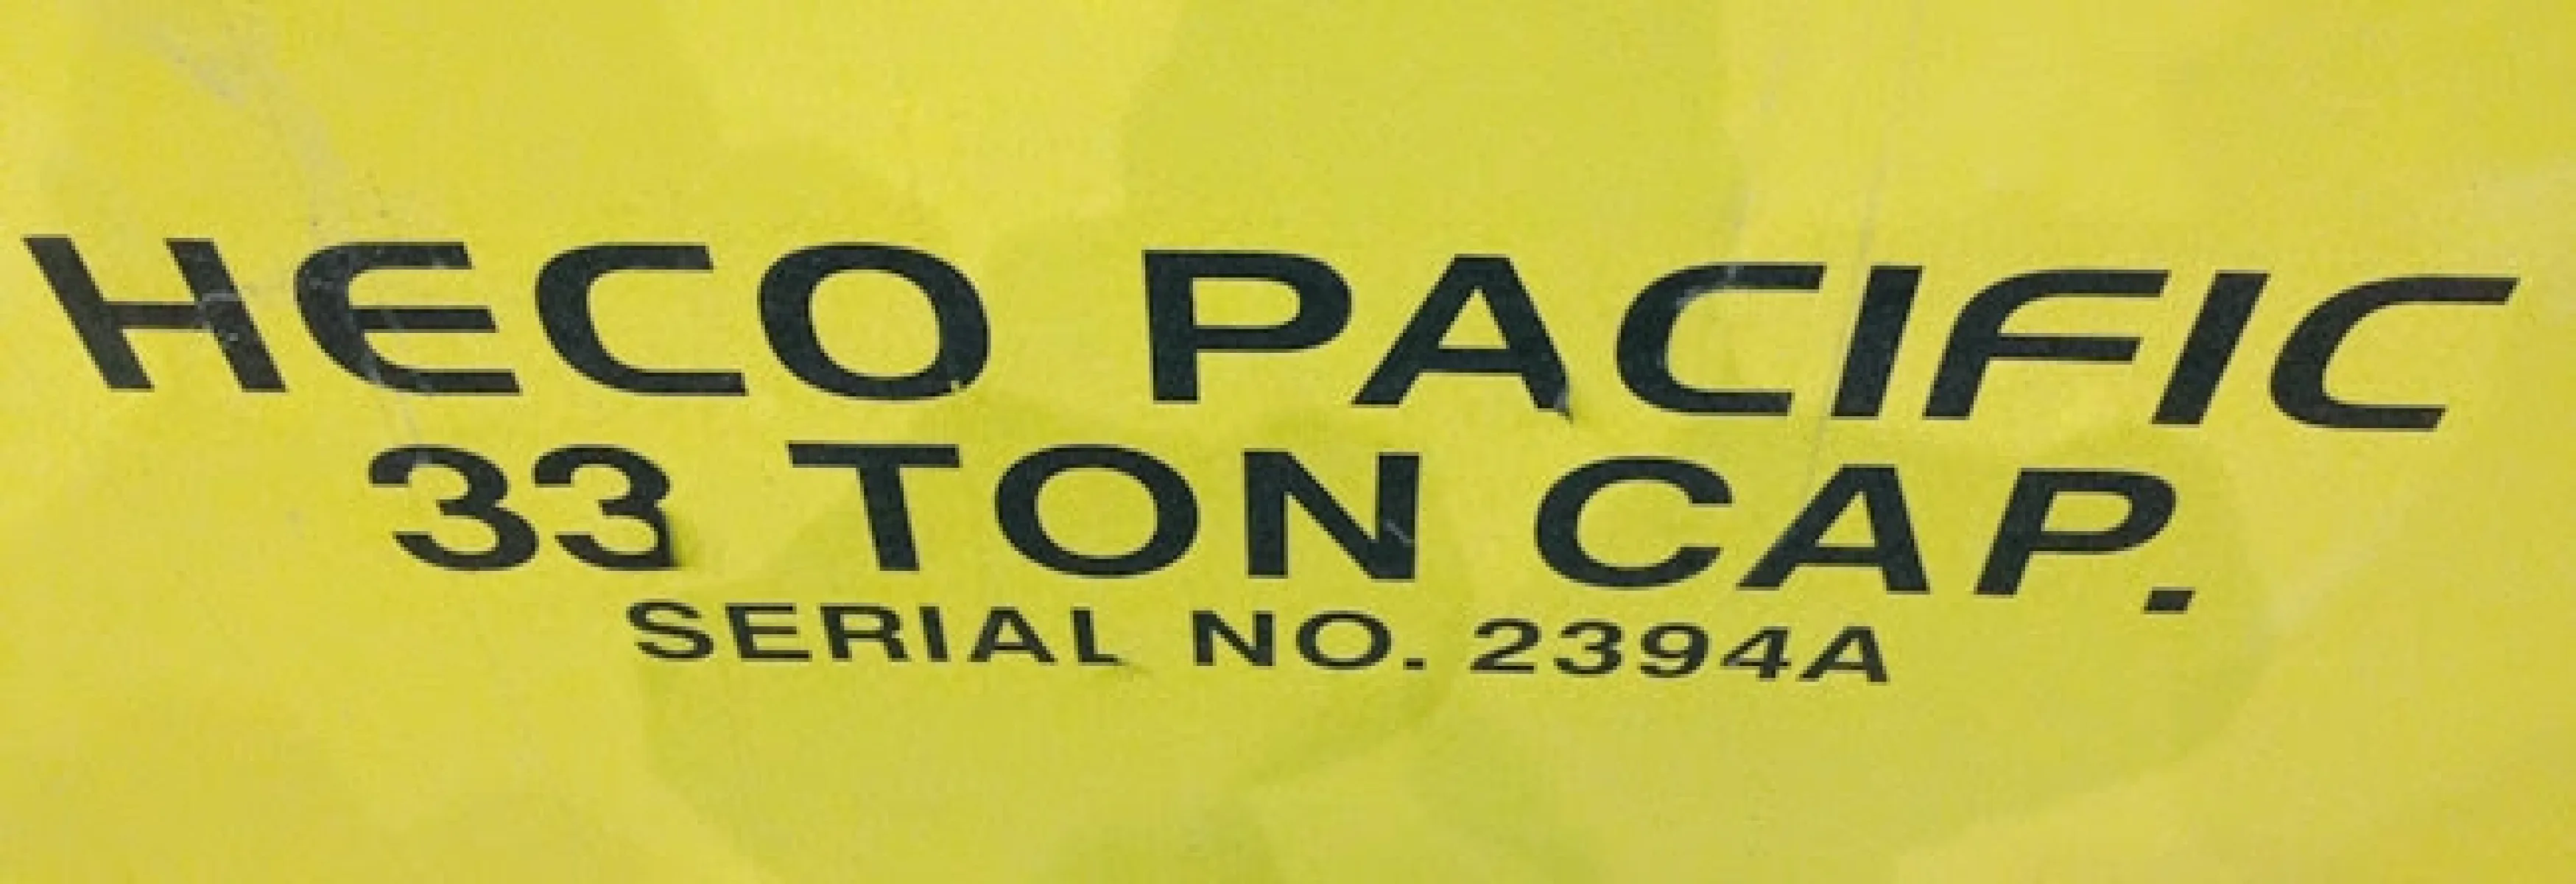 HECO PACIFIC
33 TON CAP.
SERIAL NO. 2394A